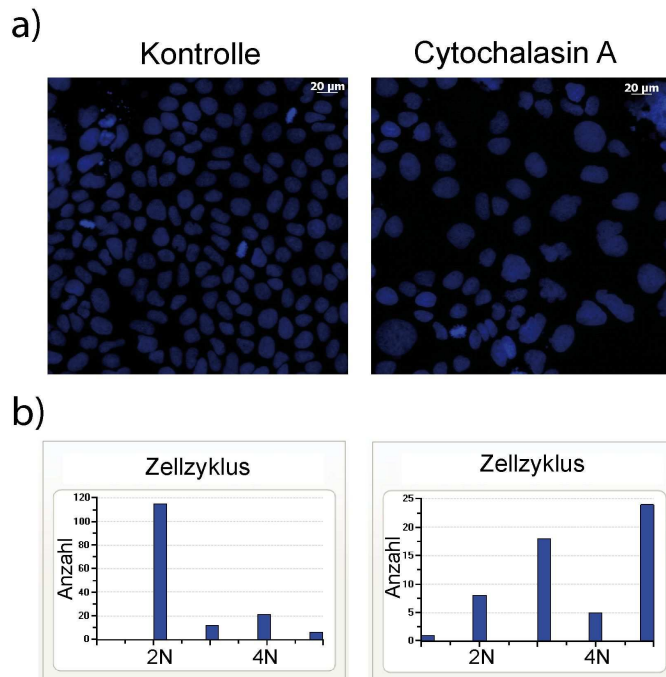 a)
Kontrolle
Cytochalasin A
20 µm
20 µm
b)
Zellzyklus
Anzahl
120
100
80
60
40
20
0
2N
4N
Zellzyklus
Anzahl
25
20
15
10
5
0
2N
4N